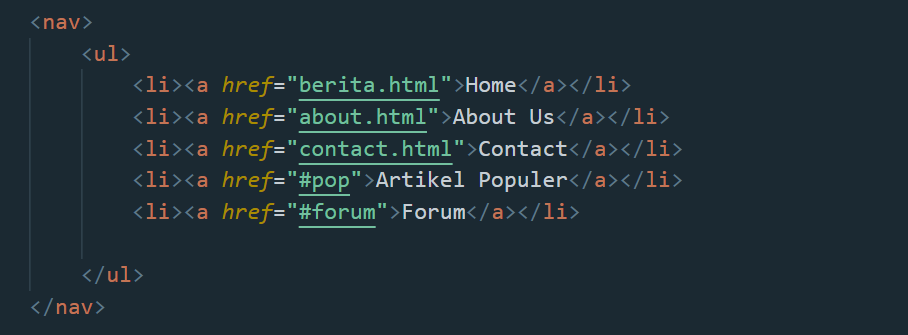 <nav>
<ul>
<li><a href="berita.html">Home</a></li>
<li><a href="about.html">About Us</a></li>
<li><a href="contact.html">Contact</a></li>
<li><a href="#pop">Artikel Populer</a></li>
<li><a href="#forum">Forum</a></li>
</ul>
</nav>